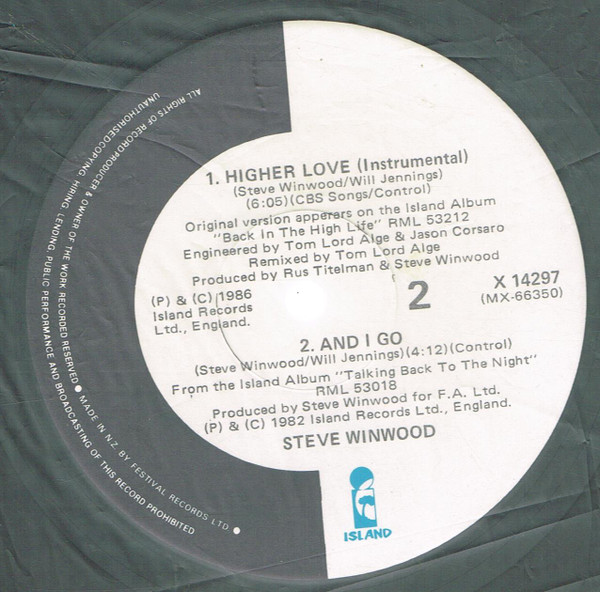 1. HIGHER LOVE (Instrumental)
(Steve Winwood/Will Jennings)
(6:05)(CBS Songs/Control)
Original version apperars on the Island Album
"Back In The High Life" RML 53212
Engineered by Tom Lord Alge & Jason Corsaro
Remixed by Tom Lord Alge
Produced by Rus Titelman & Steve Winwood
(P) & (C) 1986
Island Records
Ltd., England.
2
X 14297
(MX-66350)
2. AND I GO
(Steve Winwood/Will Jennings)(4:12)(Control)
From the Island Album "Talking Back To The Night"
RML 53018
Produced by Steve Winwood for F.A. Ltd.
(P) & (C) 1982 Island Records Ltd., England.
STEVE WINWOOD
ISLAND
ALL RIGHTS OF RECORD PRODUCER & OWNER OF THE WORK RECORDED RESERVED ● MADE IN N.Z. BY FESTIVAL RECORDS LTD ●
UNAUTHORISED COPYING, HIRING, LENDING, PUBLIC PERFORMANCE AND BROADCASTING OF THIS RECORD PROHIBITED